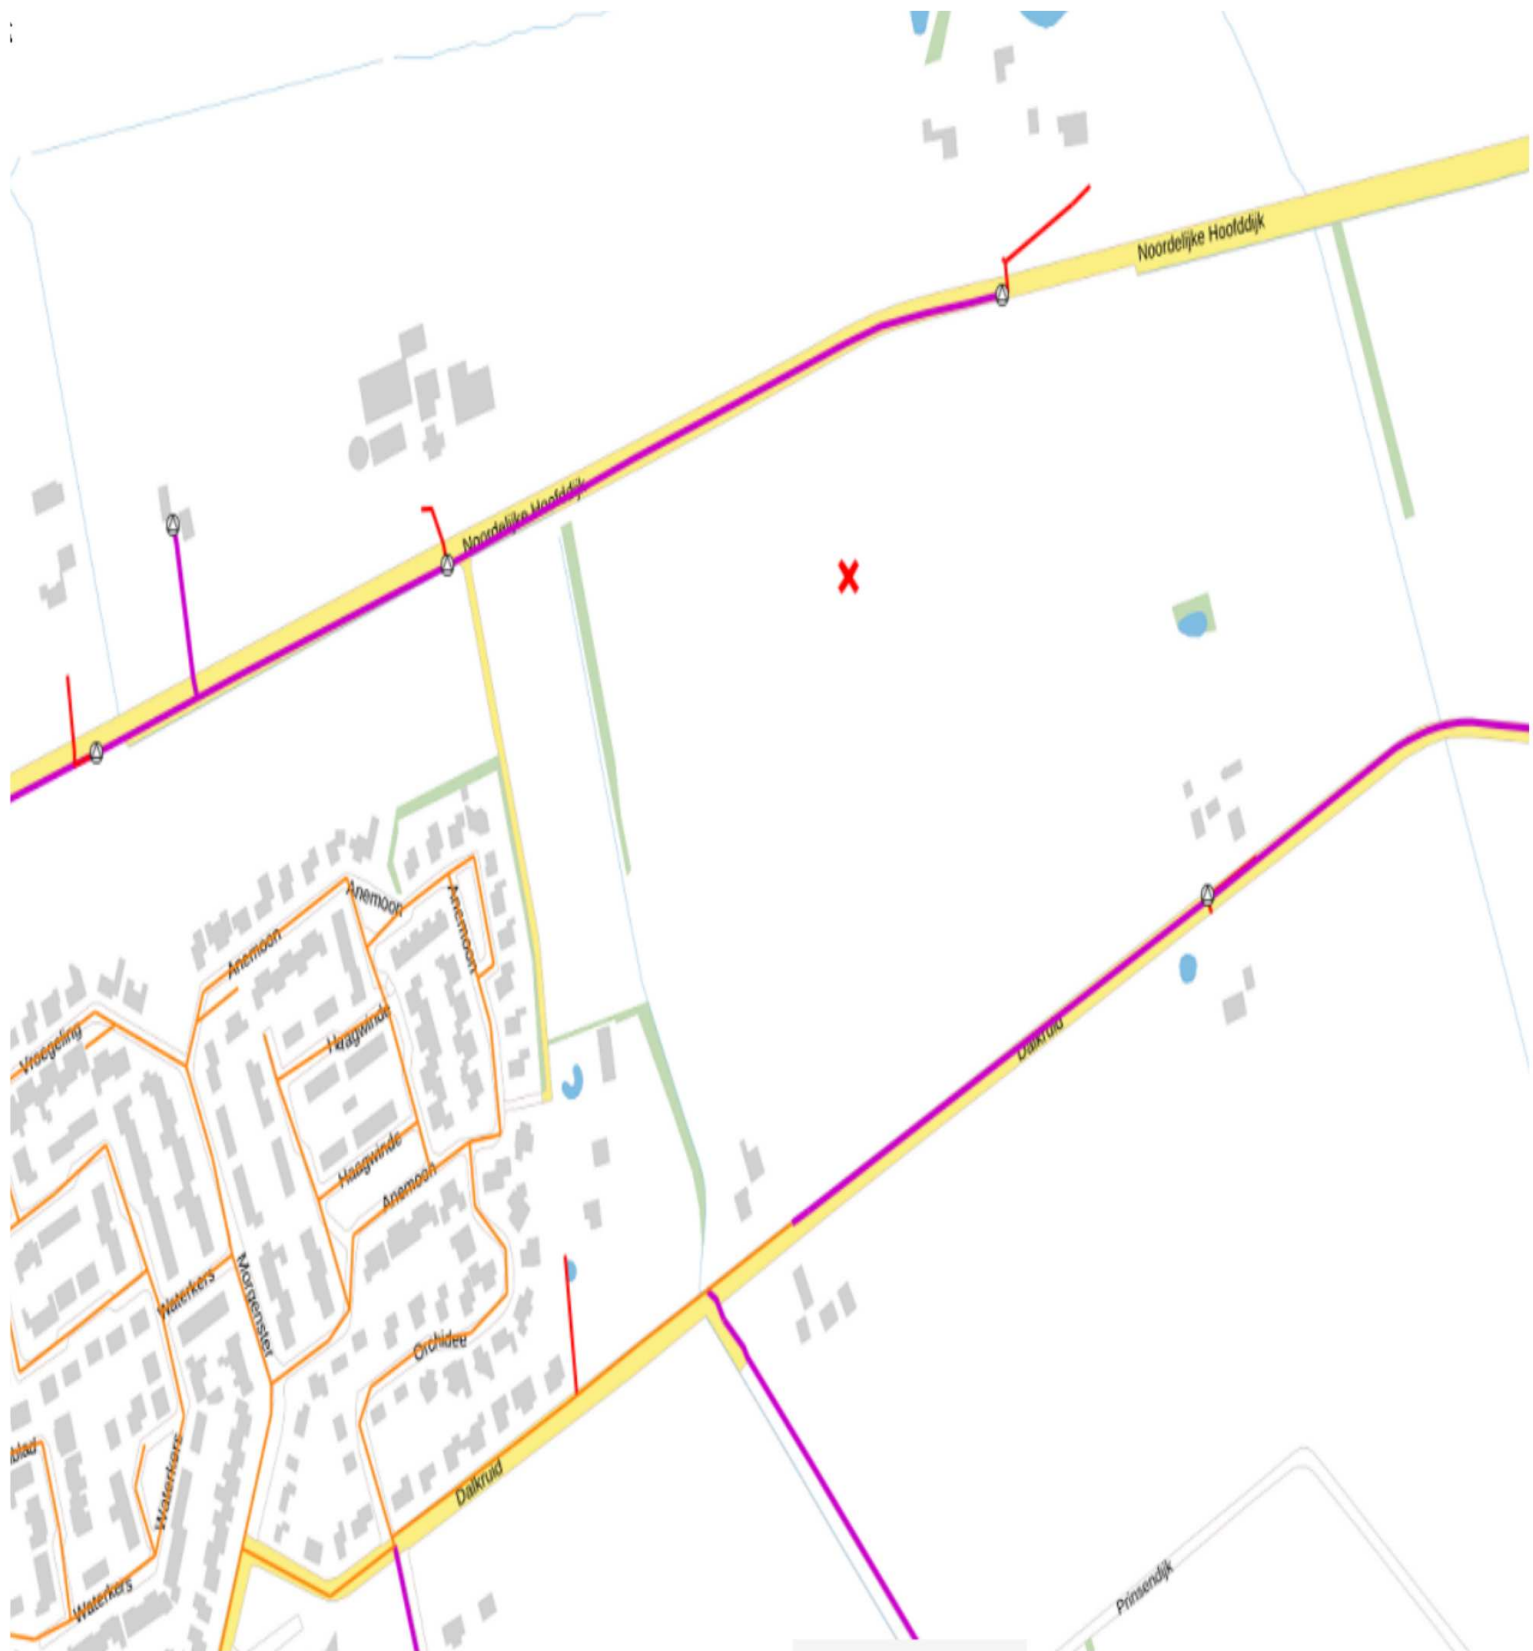 Noordelijke Hoofddijk
Noordelijke Hoofddijk
Anemoon
Anemoon
Anemoon
Vroegeling
Haagwinde
Dalkruid
Haagwinde
Anemoon
Waterkers
Morgenster
Orchidee
blad
Waterkers
Dalkruid
Prinsendijk
Waterkers